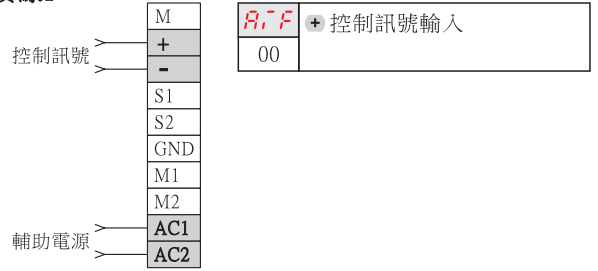 M
控制訊號
+
-
S1
S2
GND
M1
M2
輔助電源
AC1
AC2
A.rF + 控制訊號輸入
00